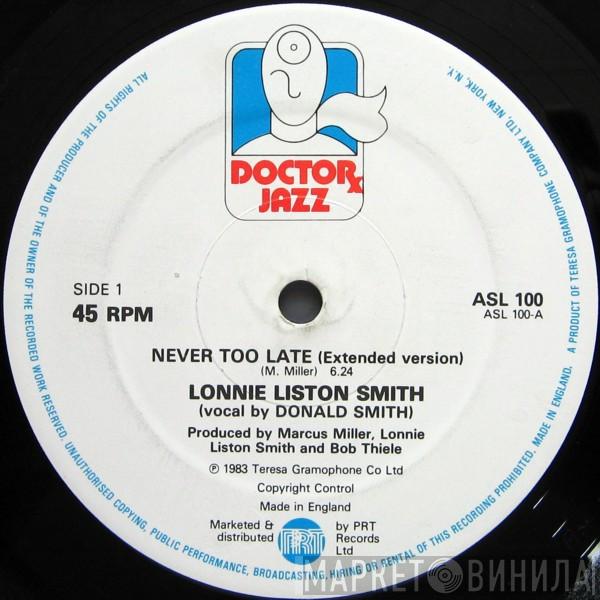 DOCTOR
JAZZ
SIDE 1
45 RPM
ASL 100
ASL 100-A
NEVER TOO LATE (Extended version)
(M. Miller) 6.24
LONNIE LISTON SMITH
(vocal by DONALD SMITH)
Produced by Marcus Miller, Lonnie
Liston Smith and Bob Thiele
℗ 1983 Teresa Gramophone Co Ltd
Copyright Control
Made in England
Marketed & by PRT
distributed PRT Records
Ltd
ALL RIGHTS OF THE PRODUCER AND OF THE OWNER OF THE RECORDED WORK RESERVED. UNAUTHORISED COPYING, PUBLIC PERFORMANCE, BROADCASTING, HIRING OR RENTAL OF THIS RECORDING PROHIBITED. MADE IN ENGLAND. A PRODUCT OF TERESA GRAMOPHONE COMPANY LTD, NEW YORK, N.Y.
МАРКЕТ ВИНИЛА